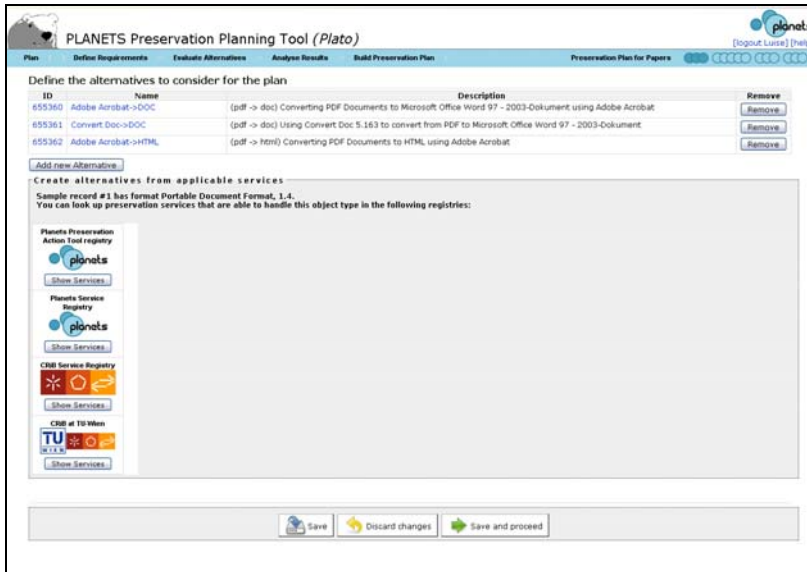 planet
PLANETS Preservation Planning Tool (Plato)
[logout Luise] [hel
Plan Define Requirements Evaluate Alternatives Analyse Results Build Preservation Plan Preservation Plan for Papers
Define the alternatives to consider for the plan
ID Name Description Remove
655360 Adobe Acrobat->DOC (pdf -> doc) Converting PDF Documents to Microsoft Office Word 97 - 2003-Dokument using Adobe Acrobat Remove
655361 Convert Doc->DOC (pdf -> doc) Using Convert Doc 5.163 to convert from PDF to Microsoft Office Word 97 - 2003-Dokument Remove
655362 Adobe Acrobat->HTML (pdf -> html) Converting PDF Documents to HTML using Adobe Acrobat Remove
Add new Alternative
Create alternatives from applicable services
Sample record #1 has format Portable Document Format, 1.4.
You can look up preservation services that are able to handle this object type in the following registries:
Planets Preservation
Action Tool registry
planets
Show Services
Planets Service
Registry
planets
Show Services
CRiB Service Registry
Show Services
CRiB at TU-Wien
TU
WIEN
Show Services
Save Discard changes Save and proceed